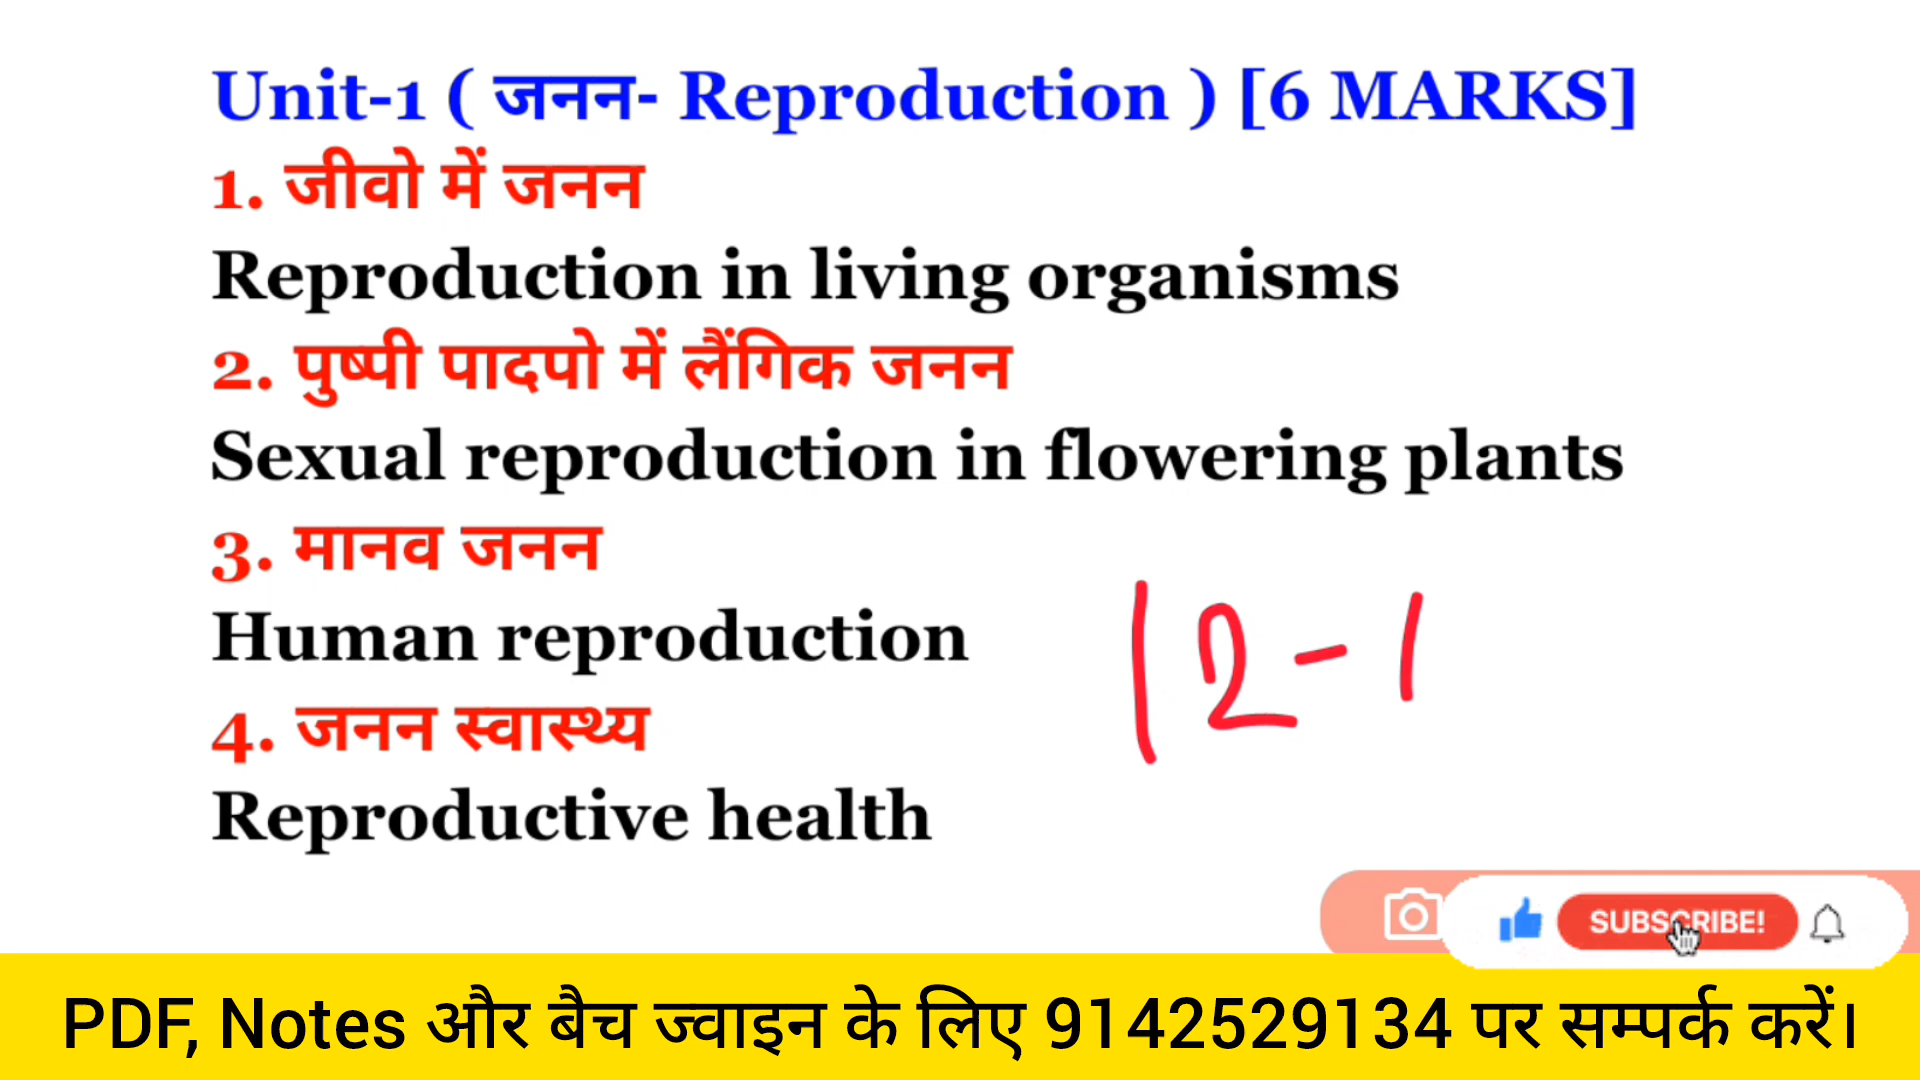 Unit-1 ( जनन- Reproduction ) [6 MARKS]
1. जीवो में जनन
Reproduction in living organisms
2. पुष्पी पादपो में लैंगिक जनन
Sexual reproduction in flowering plants
3. मानव जनन
Human reproduction
12-1
4. जनन स्वास्थ्य
Reproductive health
SUBSCRIBE!
PDF, Notes और बैच ज्वाइन के लिए 9142529134 पर सम्पर्क करें।